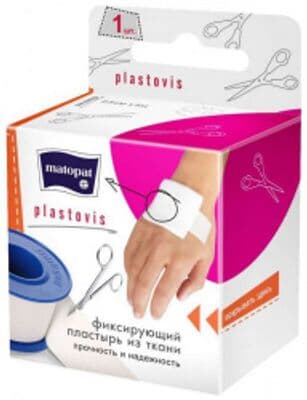 1 шт.
plastovis
matopat
plastovis
фиксирующий
пластырь из ткани
прочность и надежность